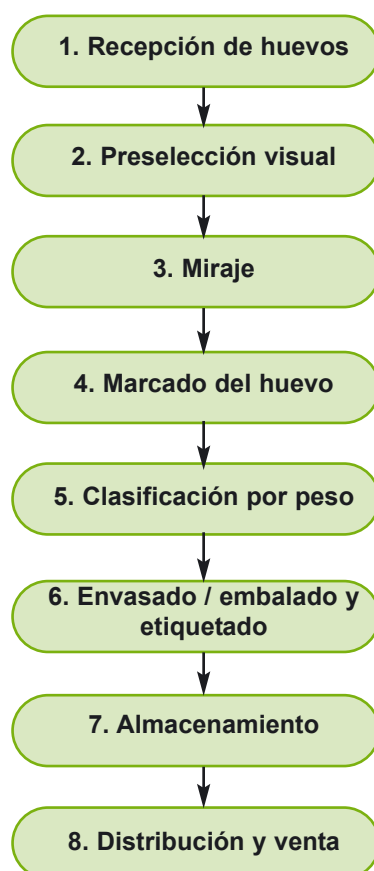 1. Recepción de huevos
2. Preselección visual
3. Miraje
4. Marcado del huevo
5. Clasificación por peso
6. Envasado / embalado y
etiquetado
7. Almacenamiento
8. Distribución y venta